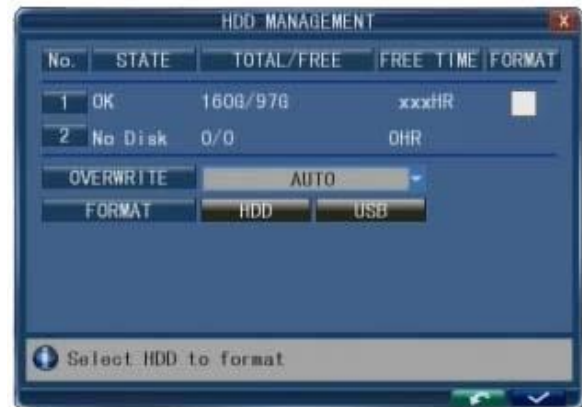 HDD MANAGEMENT X
No. STATE TOTAL/FREE FREE TIME FORMAT
1 OK 160G/97G xxxHR
2 No Disk 0/0 0HR
OVERWRITE AUTO
FORMAT HDD USB
Select HDD to format